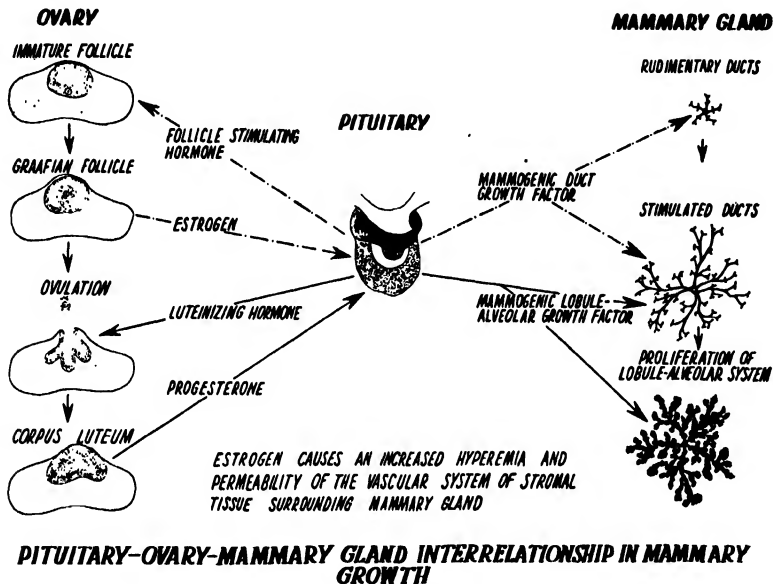 OVARY
IMMATURE FOLLICLE
GRAAFIAN FOLLICLE
OVULATION
CORPUS LUTEUM
FOLLICLE STIMULATING
HORMONE
ESTROGEN
LUTEINIZING HORMONE
PROGESTERONE
PITUITARY
MAMMOGENIC DUCT
GROWTH FACTOR
MAMMOGENIC LOBULE-
ALVEOLAR GROWTH FACTOR
MAMMARY GLAND
RUDIMENTARY DUCTS
STIMULATED DUCTS
PROLIFERATION OF
LOBULE-ALVEOLAR SYSTEM
ESTROGEN CAUSES AN INCREASED HYPEREMIA AND
PERMEABILITY OF THE VASCULAR SYSTEM OF STROMAL
TISSUE SURROUNDING MAMMARY GLAND
PITUITARY-OVARY-MAMMARY GLAND INTERRELATIONSHIP IN MAMMARY
GROWTH